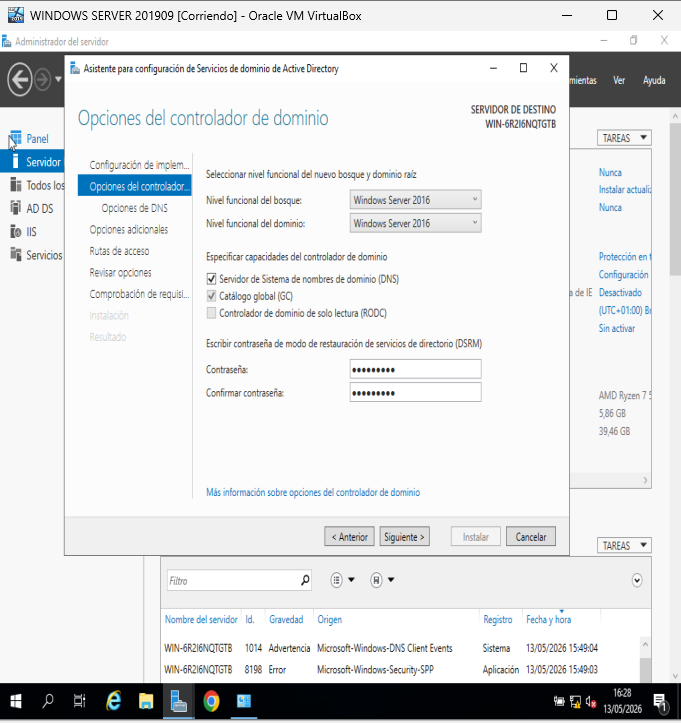 WINDOWS SERVER 201909 [Corriendo] - Oracle VM VirtualBox
Administrador del servidor
Asistente para configuración de Servicios de dominio de Active Directory
mientas Ver Ayuda
Opciones del controlador de dominio
SERVIDOR DE DESTINO
WIN-6R2I6NQTGTB
TAREAS
Panel
Servidor
Todos los
AD DS
IIS
Servicios
Configuración de implem...
Opciones del controlador...
Opciones de DNS
Opciones adicionales
Rutas de acceso
Revisar opciones
Comprobación de requisi...
Instalación
Resultado
Seleccionar nivel funcional del nuevo bosque y dominio raíz
Nivel funcional del bosque: Windows Server 2016
Nivel funcional del dominio: Windows Server 2016
Especificar capacidades del controlador de dominio
Servidor de Sistema de nombres de dominio (DNS)
Catálogo global (GC)
Controlador de dominio de solo lectura (RODC)
Escribir contraseña de modo de restauración de servicios de directorio (DSRM)
Contraseña: •••••••••
Confirmar contraseña: •••••••••
Más información sobre opciones del controlador de dominio
< Anterior Siguiente > Instalar Cancelar
Nunca
Instalar actualiz
Nunca
Protección en t
Configuración
a de IE Desactivado
(UTC+01:00) Br
Sin activar
AMD Ryzen 7 5
5,86 GB
39,46 GB
TAREAS
Filtro
Nombre del servidor Id. Gravedad Origen Registro Fecha y hora
WIN-6R2I6NQTGTB 1014 Advertencia Microsoft-Windows-DNS Client Events Sistema 13/05/2026 15:49:04
WIN-6R2I6NQTGTB 8198 Error Microsoft-Windows-Security-SPP Aplicación 13/05/2026 15:49:03
16:28
13/05/2026
1